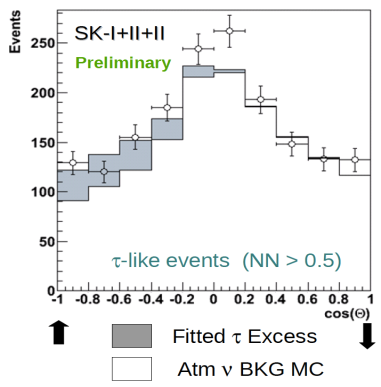 Events
SK-I+II+II
Preliminary
250
200
150
100
50
0
τ-like events (NN > 0.5)
-1 -0.8 -0.6 -0.4 -0.2 0 0.2 0.4 0.6 0.8 1
cos(Θ)
Fitted τ Excess
Atm ν BKG MC